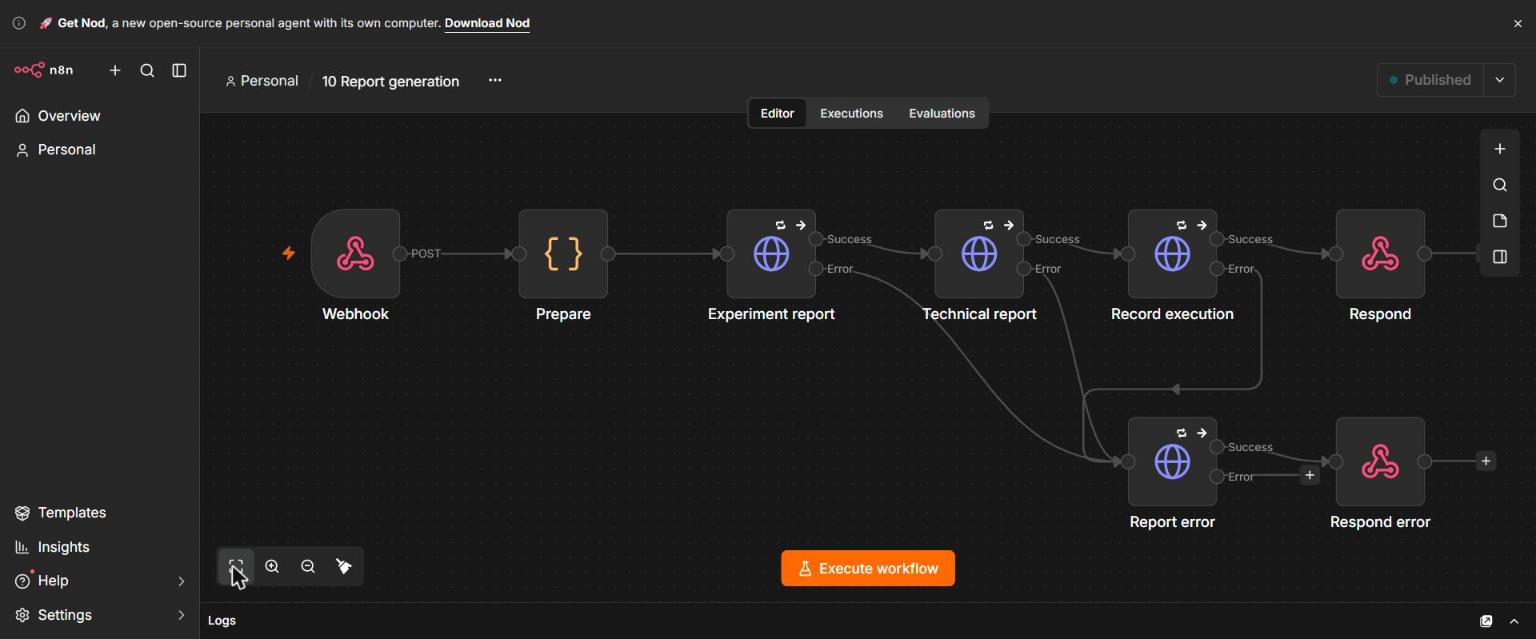 🚀 Get Nod, a new open-source personal agent with its own computer. Download Nod
n8n
Personal / 10 Report generation
Published
Editor
Executions
Evaluations
Overview
Personal
POST
Success
Error
Success
Error
Success
Error
Webhook
Prepare
Experiment report
Technical report
Record execution
Respond
Success
Error
Report error
Respond error
Templates
Insights
Help
Settings
Execute workflow
Logs